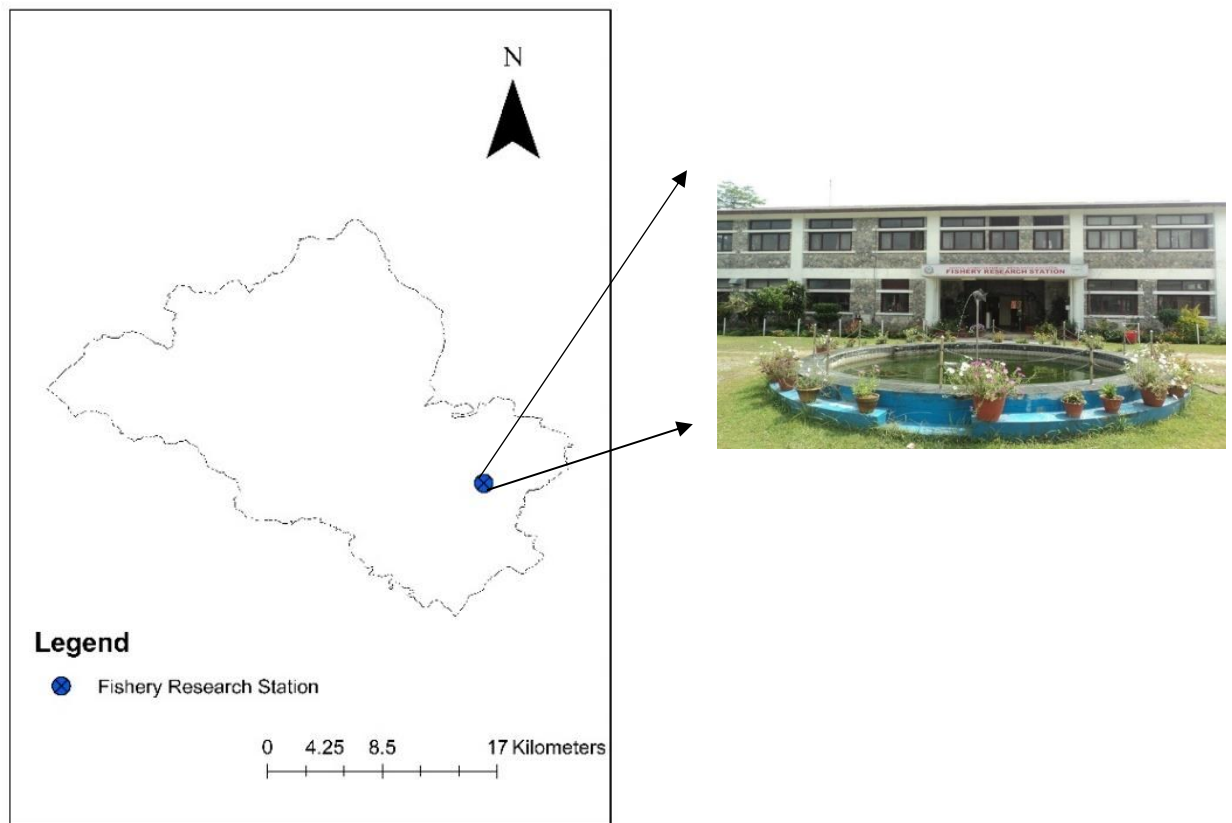 N
FISHERY RESEARCH STATION
Legend
Fishery Research Station
0 4.25 8.5 17 Kilometers